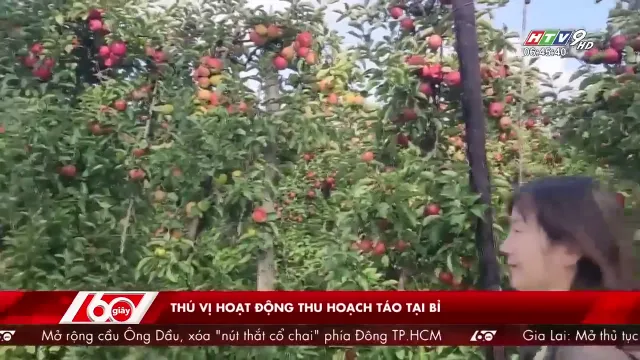 HTV9 HD
06:45:40
60 giây
THÚ VỊ HOẠT ĐỘNG THU HOẠCH TÁO TẠI BỈ
60 Mở rộng cầu Ông Dầu, xóa "nút thắt cổ chai" phía Đông TP.HCM 60 Gia Lai: Mở thủ tục